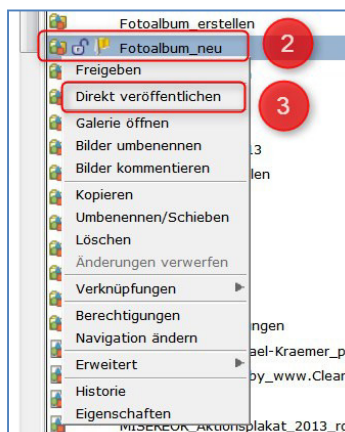 Fotoalbum_erstellen
Fotoalbum_neu
2
Freigeben
Direkt veröffentlichen
3
Galerie öffnen
Bilder umbenennen
13
Bilder kommentieren
len
Kopieren
Umbenennen/Schieben
Löschen
Änderungen verwerfen
Verknüpfungen
Berechtigungen
ngen
Navigation ändern
ael-Kraemer_p
Erweitert
by_www.Clear
Historie
Eigenschaften
MISEREOR_Aktionsplakat_2013_ro